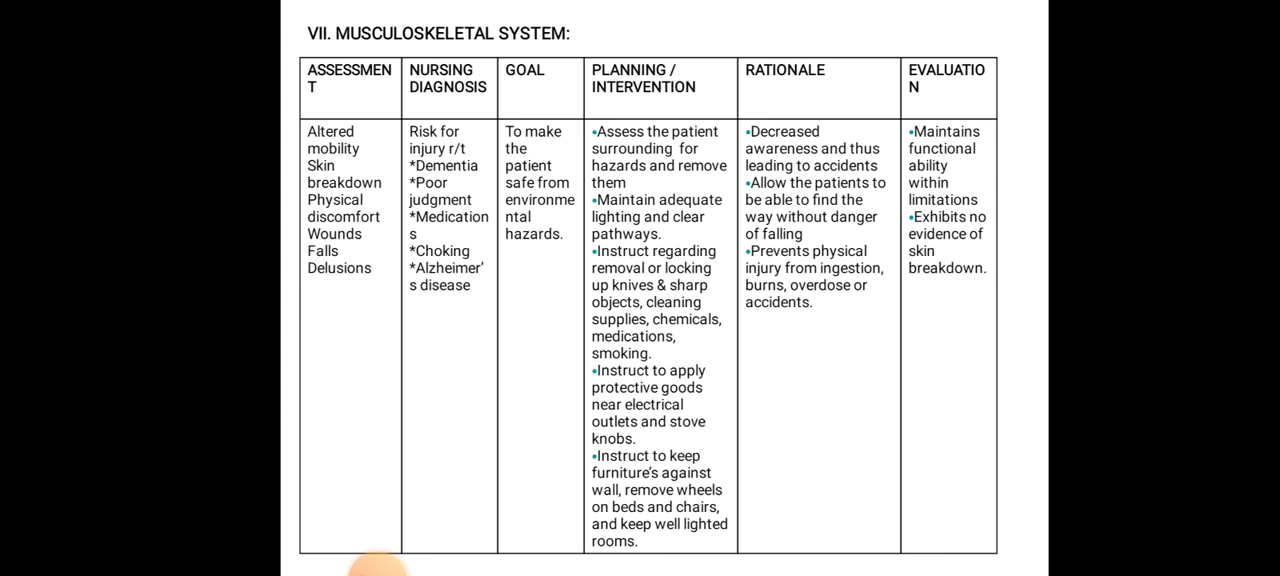 VII. MUSCULOSKELETAL SYSTEM:
ASSESSMEN
T
NURSING
DIAGNOSIS
GOAL
PLANNING /
INTERVENTION
RATIONALE
EVALUATIO
N
Altered
mobility
Skin
breakdown
Physical
discomfort
Wounds
Falls
Delusions
Risk for
injury r/t
*Dementia
*Poor
judgment
*Medication
s
*Choking
*Alzheimer’
s disease
To make
the
patient
safe from
environme
ntal
hazards.
•Assess the patient
surrounding for
hazards and remove
them
•Maintain adequate
lighting and clear
pathways.
•Instruct regarding
removal or locking
up knives & sharp
objects, cleaning
supplies, chemicals,
medications,
smoking.
•Instruct to apply
protective goods
near electrical
outlets and stove
knobs.
•Instruct to keep
furniture’s against
wall, remove wheels
on beds and chairs,
and keep well lighted
rooms.
•Decreased
awareness and thus
leading to accidents
•Allow the patients to
be able to find the
way without danger
of falling
•Prevents physical
injury from ingestion,
burns, overdose or
accidents.
•Maintains
functional
ability
within
limitations
•Exhibits no
evidence of
skin
breakdown.